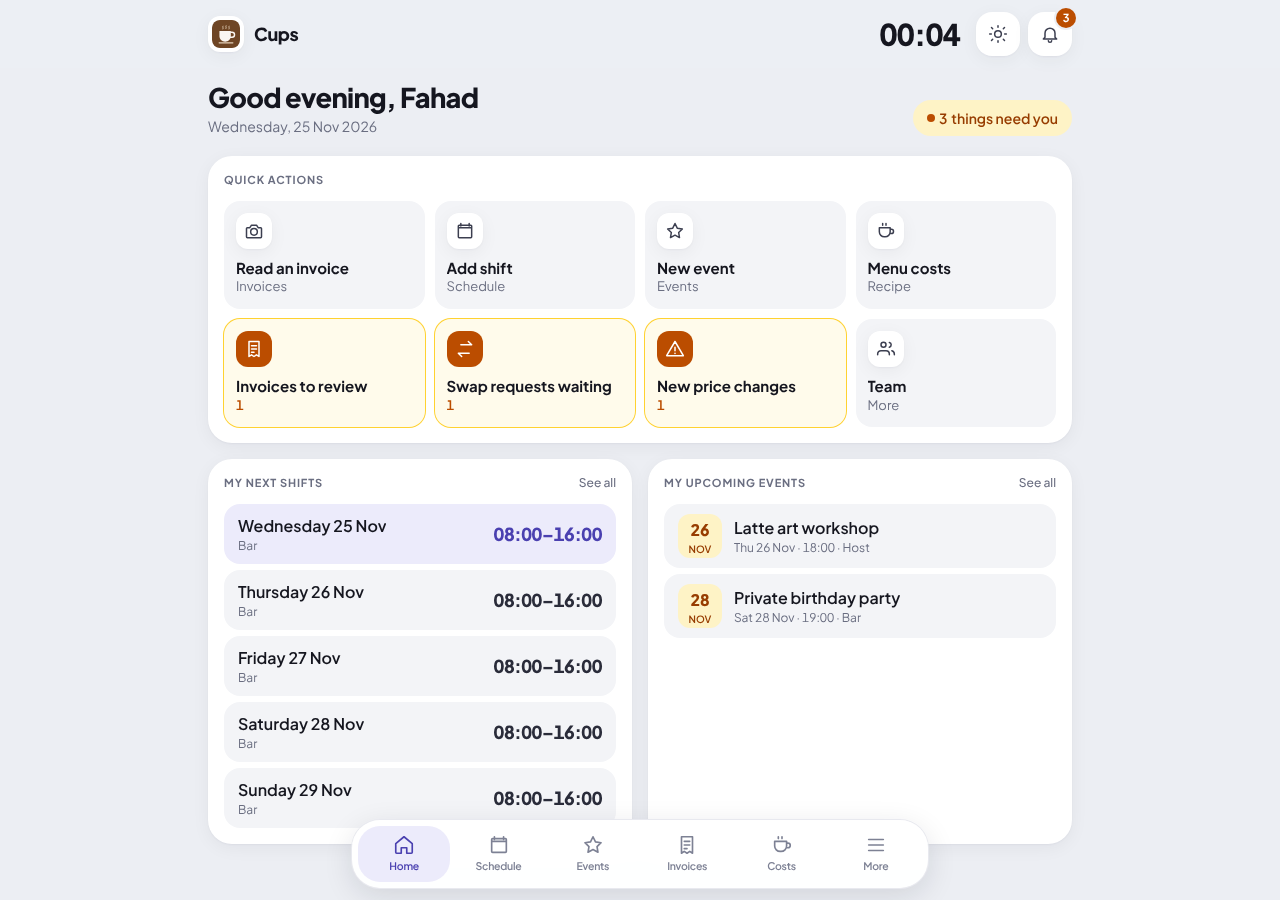 Cups
00:04
3
Good evening, Fahad
Wednesday, 25 Nov 2026
3 things need you
QUICK ACTIONS
Read an invoice
Invoices
Add shift
Schedule
New event
Events
Menu costs
Recipe
Invoices to review
1
Swap requests waiting
1
New price changes
1
Team
More
MY NEXT SHIFTS
See all
Wednesday 25 Nov
Bar
08:00–16:00
Thursday 26 Nov
Bar
08:00–16:00
Friday 27 Nov
Bar
08:00–16:00
Saturday 28 Nov
Bar
08:00–16:00
Sunday 29 Nov
Bar
08:00–16:00
MY UPCOMING EVENTS
See all
26
NOV
Latte art workshop
Thu 26 Nov · 18:00 · Host
28
NOV
Private birthday party
Sat 28 Nov · 19:00 · Bar
Home
Schedule
Events
Invoices
Costs
More